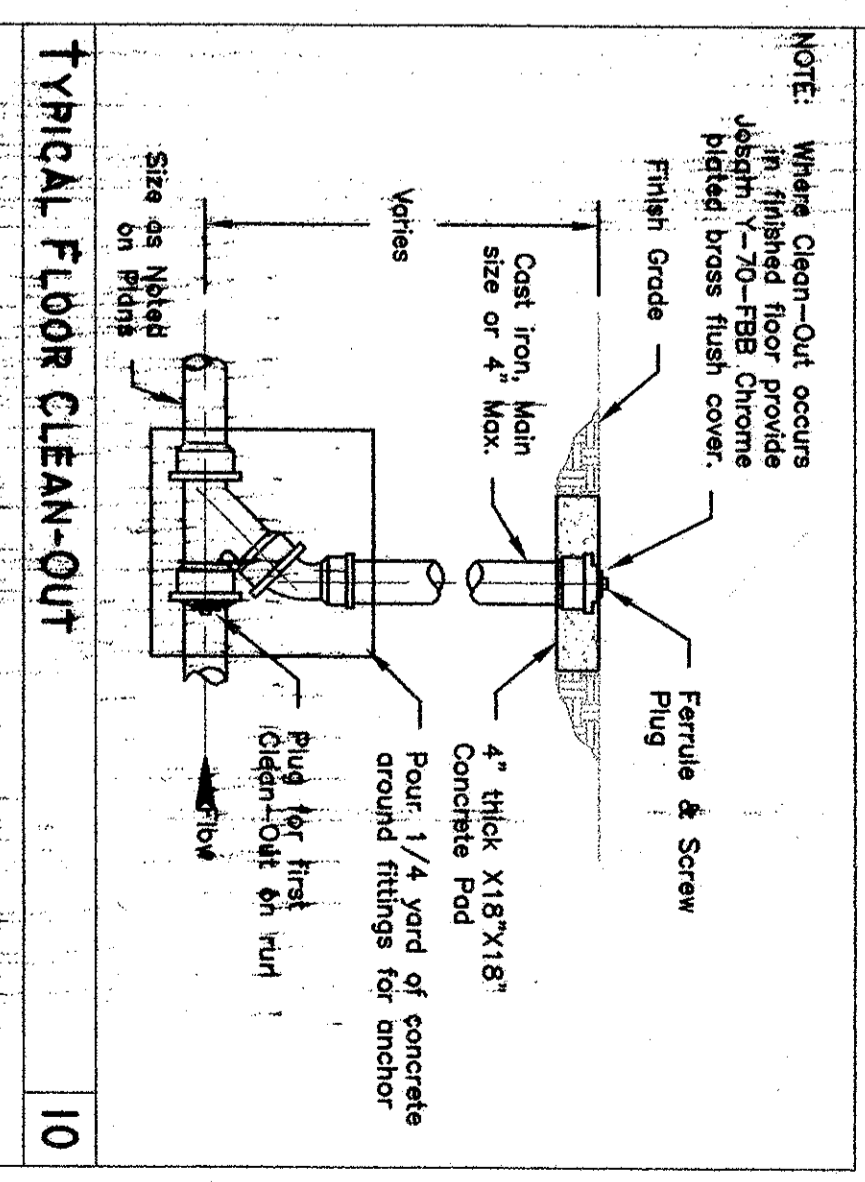 NOTE: Where Clean-Out occurs
in finished floor provide
Josam Y-70-FBB Chrome
plated brass flush cover.
Ferrule & Screw
Plug
Finish Grade
4" thick X18"X18"
Concrete Pad
Cast iron, Main
size or 4" Max.
Varies
Pour 1/4 yard of concrete
around fittings for anchor
Plug for first
Clean-Out on run
Size as Noted
on Plans
Flow
TYPICAL FLOOR CLEAN-OUT
10